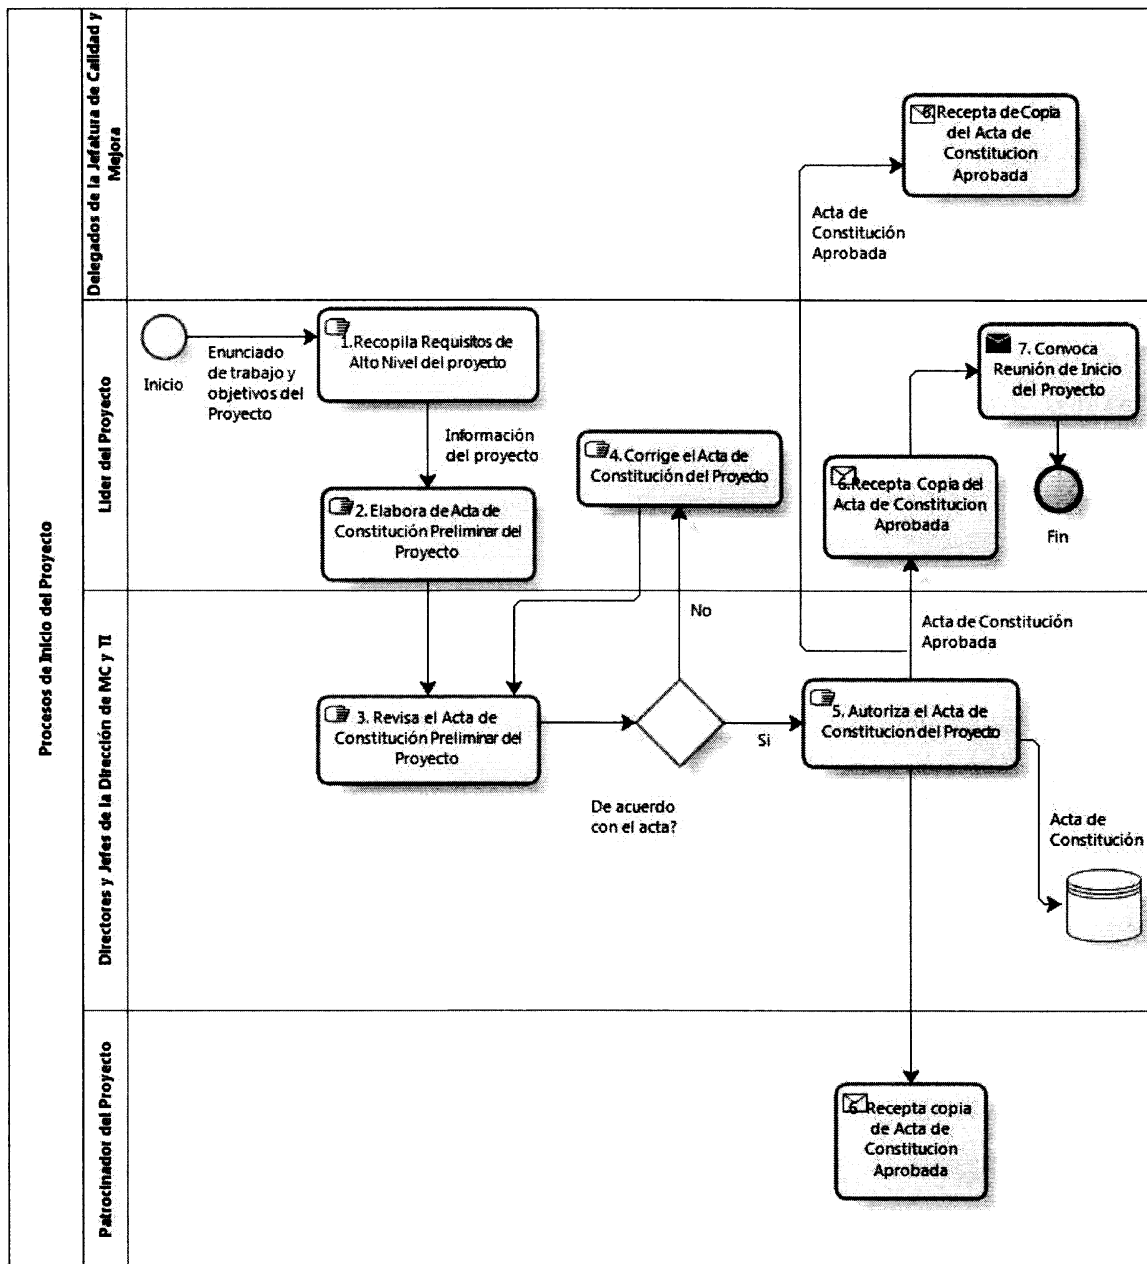 Procesos de Inicio del Proyecto
Delegados de la Jefatura de Calidad y
Mejora
Recepta de Copia
del Acta de
Constitucion
Aprobada
Acta de
Constitución
Aprobada
Lider del Proyecto
Inicio
Enunciado
de trabajo y
objetivos del
Proyecto
1.Recopila Requisitos de
Alto Nivel del proyecto
Información
del proyecto
2. Elabora de Acta de
Constitución Preliminar del
Proyecto
4. Corrige el Acta de
Constitución del Proyecto
6.Recepta Copia del
Acta de Constitucion
Aprobada
7. Convoca
Reunión de Inicio
del Proyecto
Fin
Directores y Jefes de la Dirección de MC y TI
No
Acta de Constitución
Aprobada
3. Revisa el Acta de
Constitución Preliminar del
Proyecto
Si
De acuerdo
con el acta?
5. Autoriza el Acta de
Constitucion del Proyecto
Acta de
Constitución
Patrocinador del Proyecto
Recepta copia
de Acta de
Constitucion
Aprobada